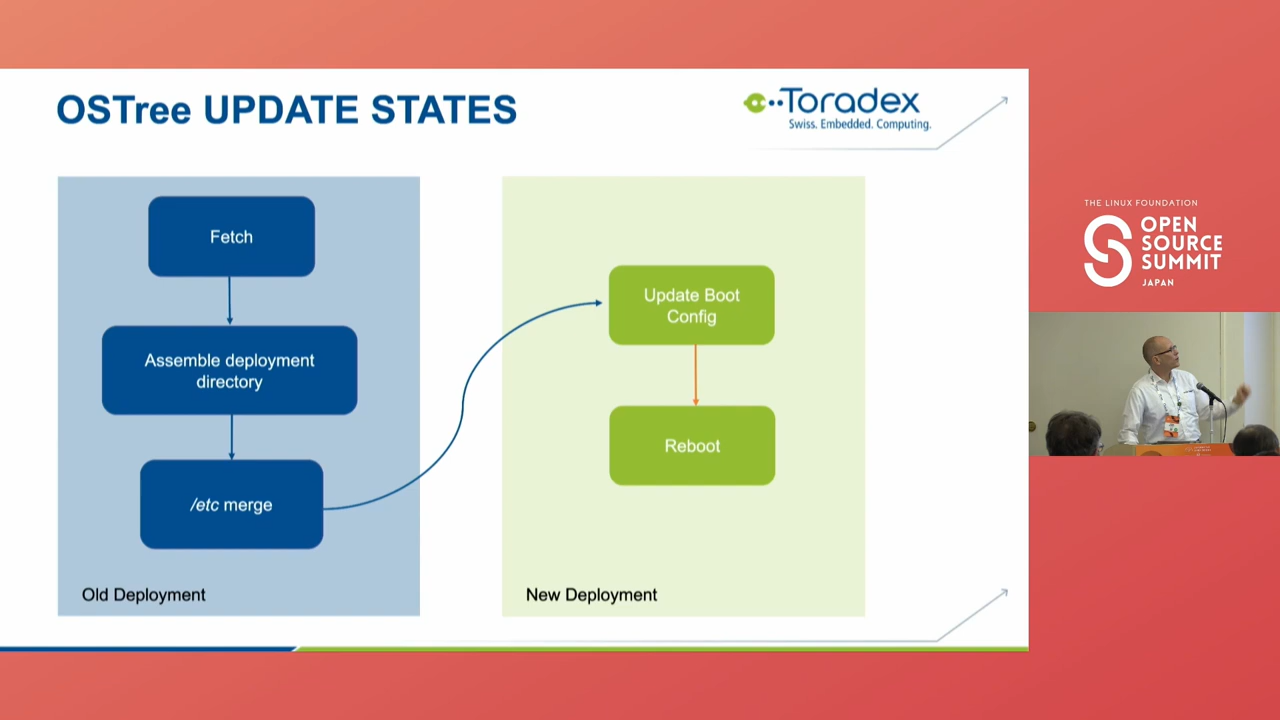 OSTree UPDATE STATES
Toradex
Swiss. Embedded. Computing.
Fetch
Assemble deployment
directory
/etc merge
Old Deployment
Update Boot
Config
Reboot
New Deployment
THE LINUX FOUNDATION
OPEN
SOURCE
SUMMIT
JAPAN